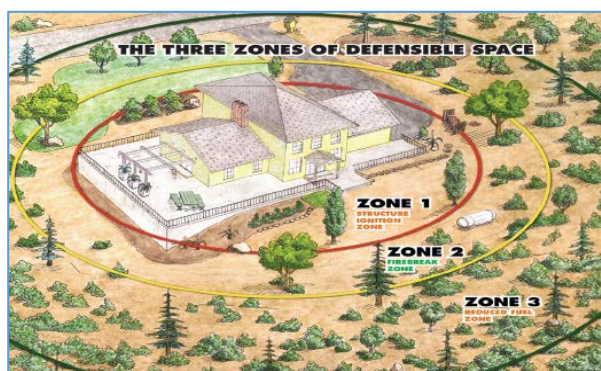 THE THREE ZONES OF DEFENSIBLE SPACE
ZONE 1
STRUCTURE
IGNITION
ZONE
ZONE 2
FIREBREAK
ZONE
ZONE 3
REDUCED FUEL
ZONE